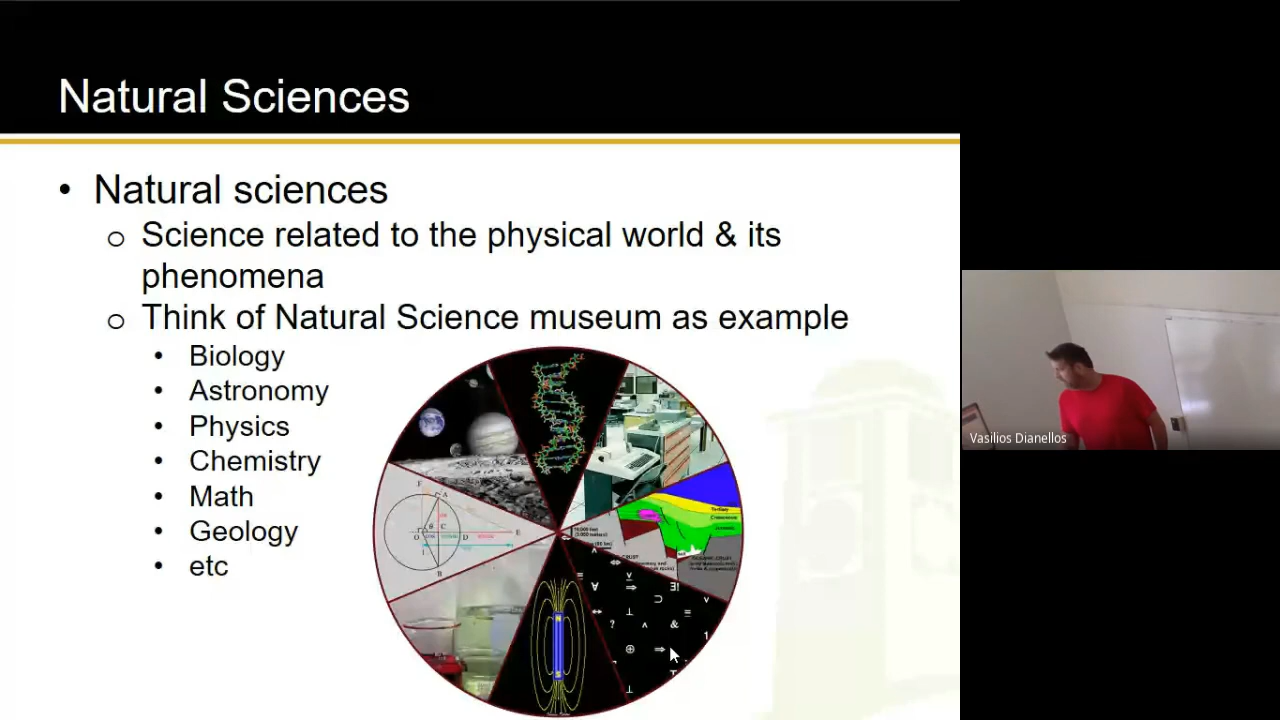 Natural Sciences
• Natural sciences
o Science related to the physical world & its
phenomena
o Think of Natural Science museum as example
• Biology
• Astronomy
• Physics
• Chemistry
• Math
• Geology
• etc
Vasilios Dianellos